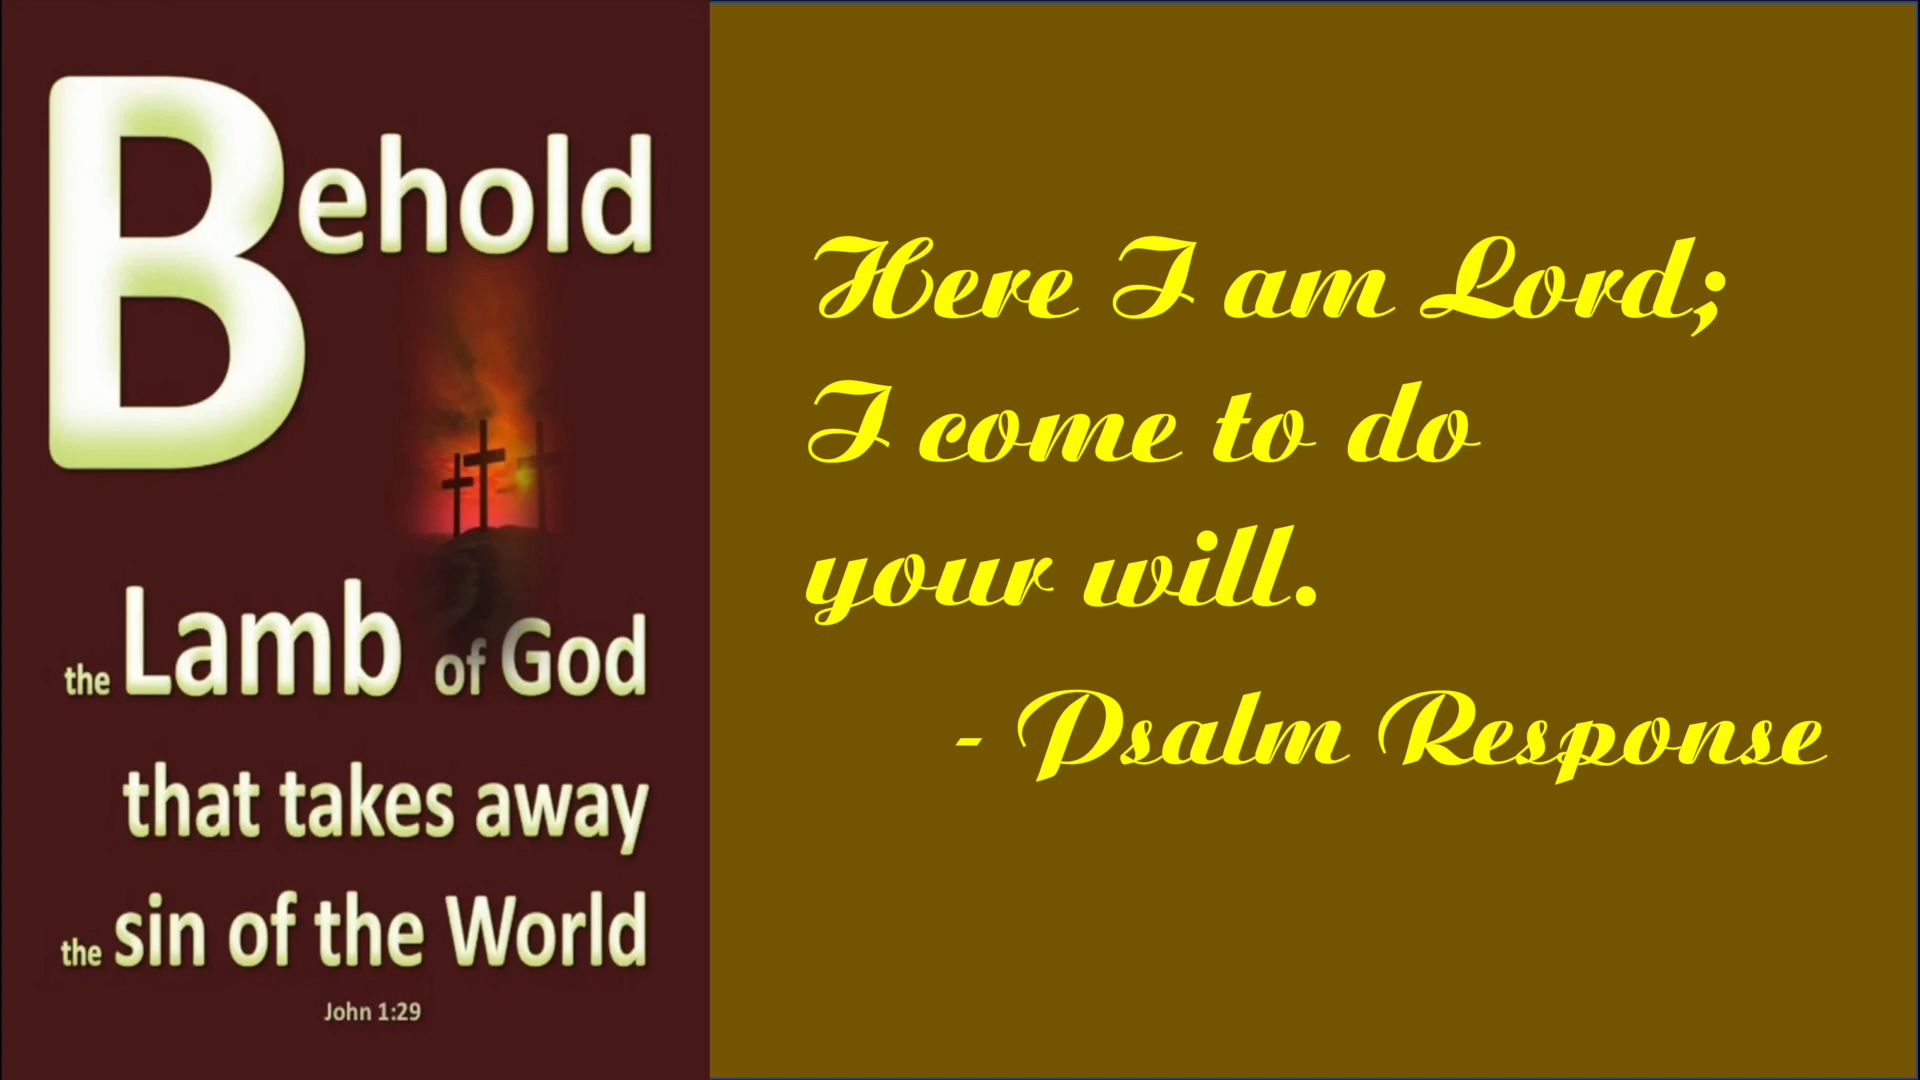 Behold
the Lamb of God
that takes away
the sin of the World
John 1:29
Here I am Lord;
I come to do
your will.
- Psalm Response